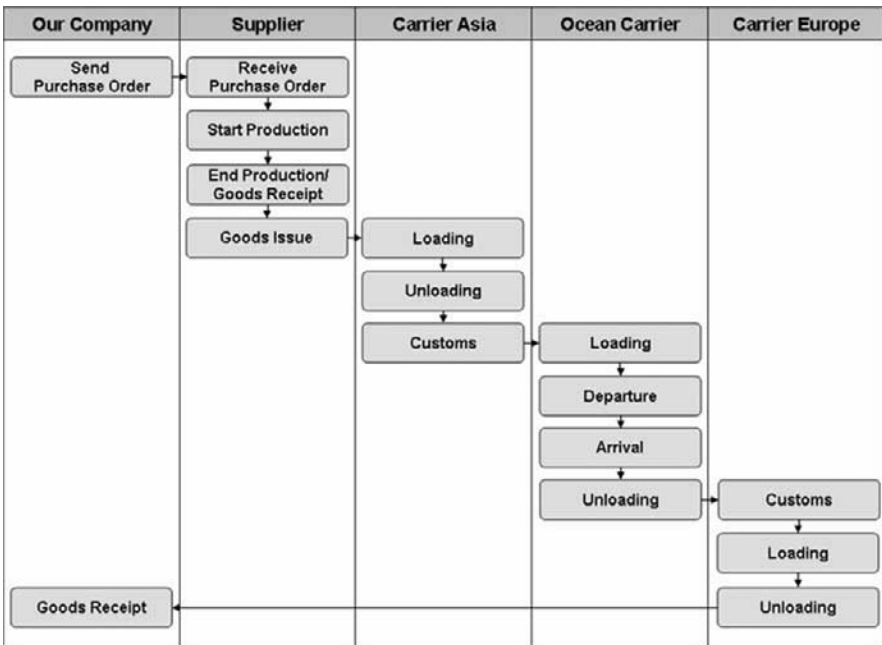 Our Company
Supplier
Carrier Asia
Ocean Carrier
Carrier Europe
Send
Purchase Order
Receive
Purchase Order
Start Production
End Production/
Goods Receipt
Goods Issue
Loading
Unloading
Customs
Loading
Departure
Arrival
Unloading
Customs
Loading
Unloading
Goods Receipt